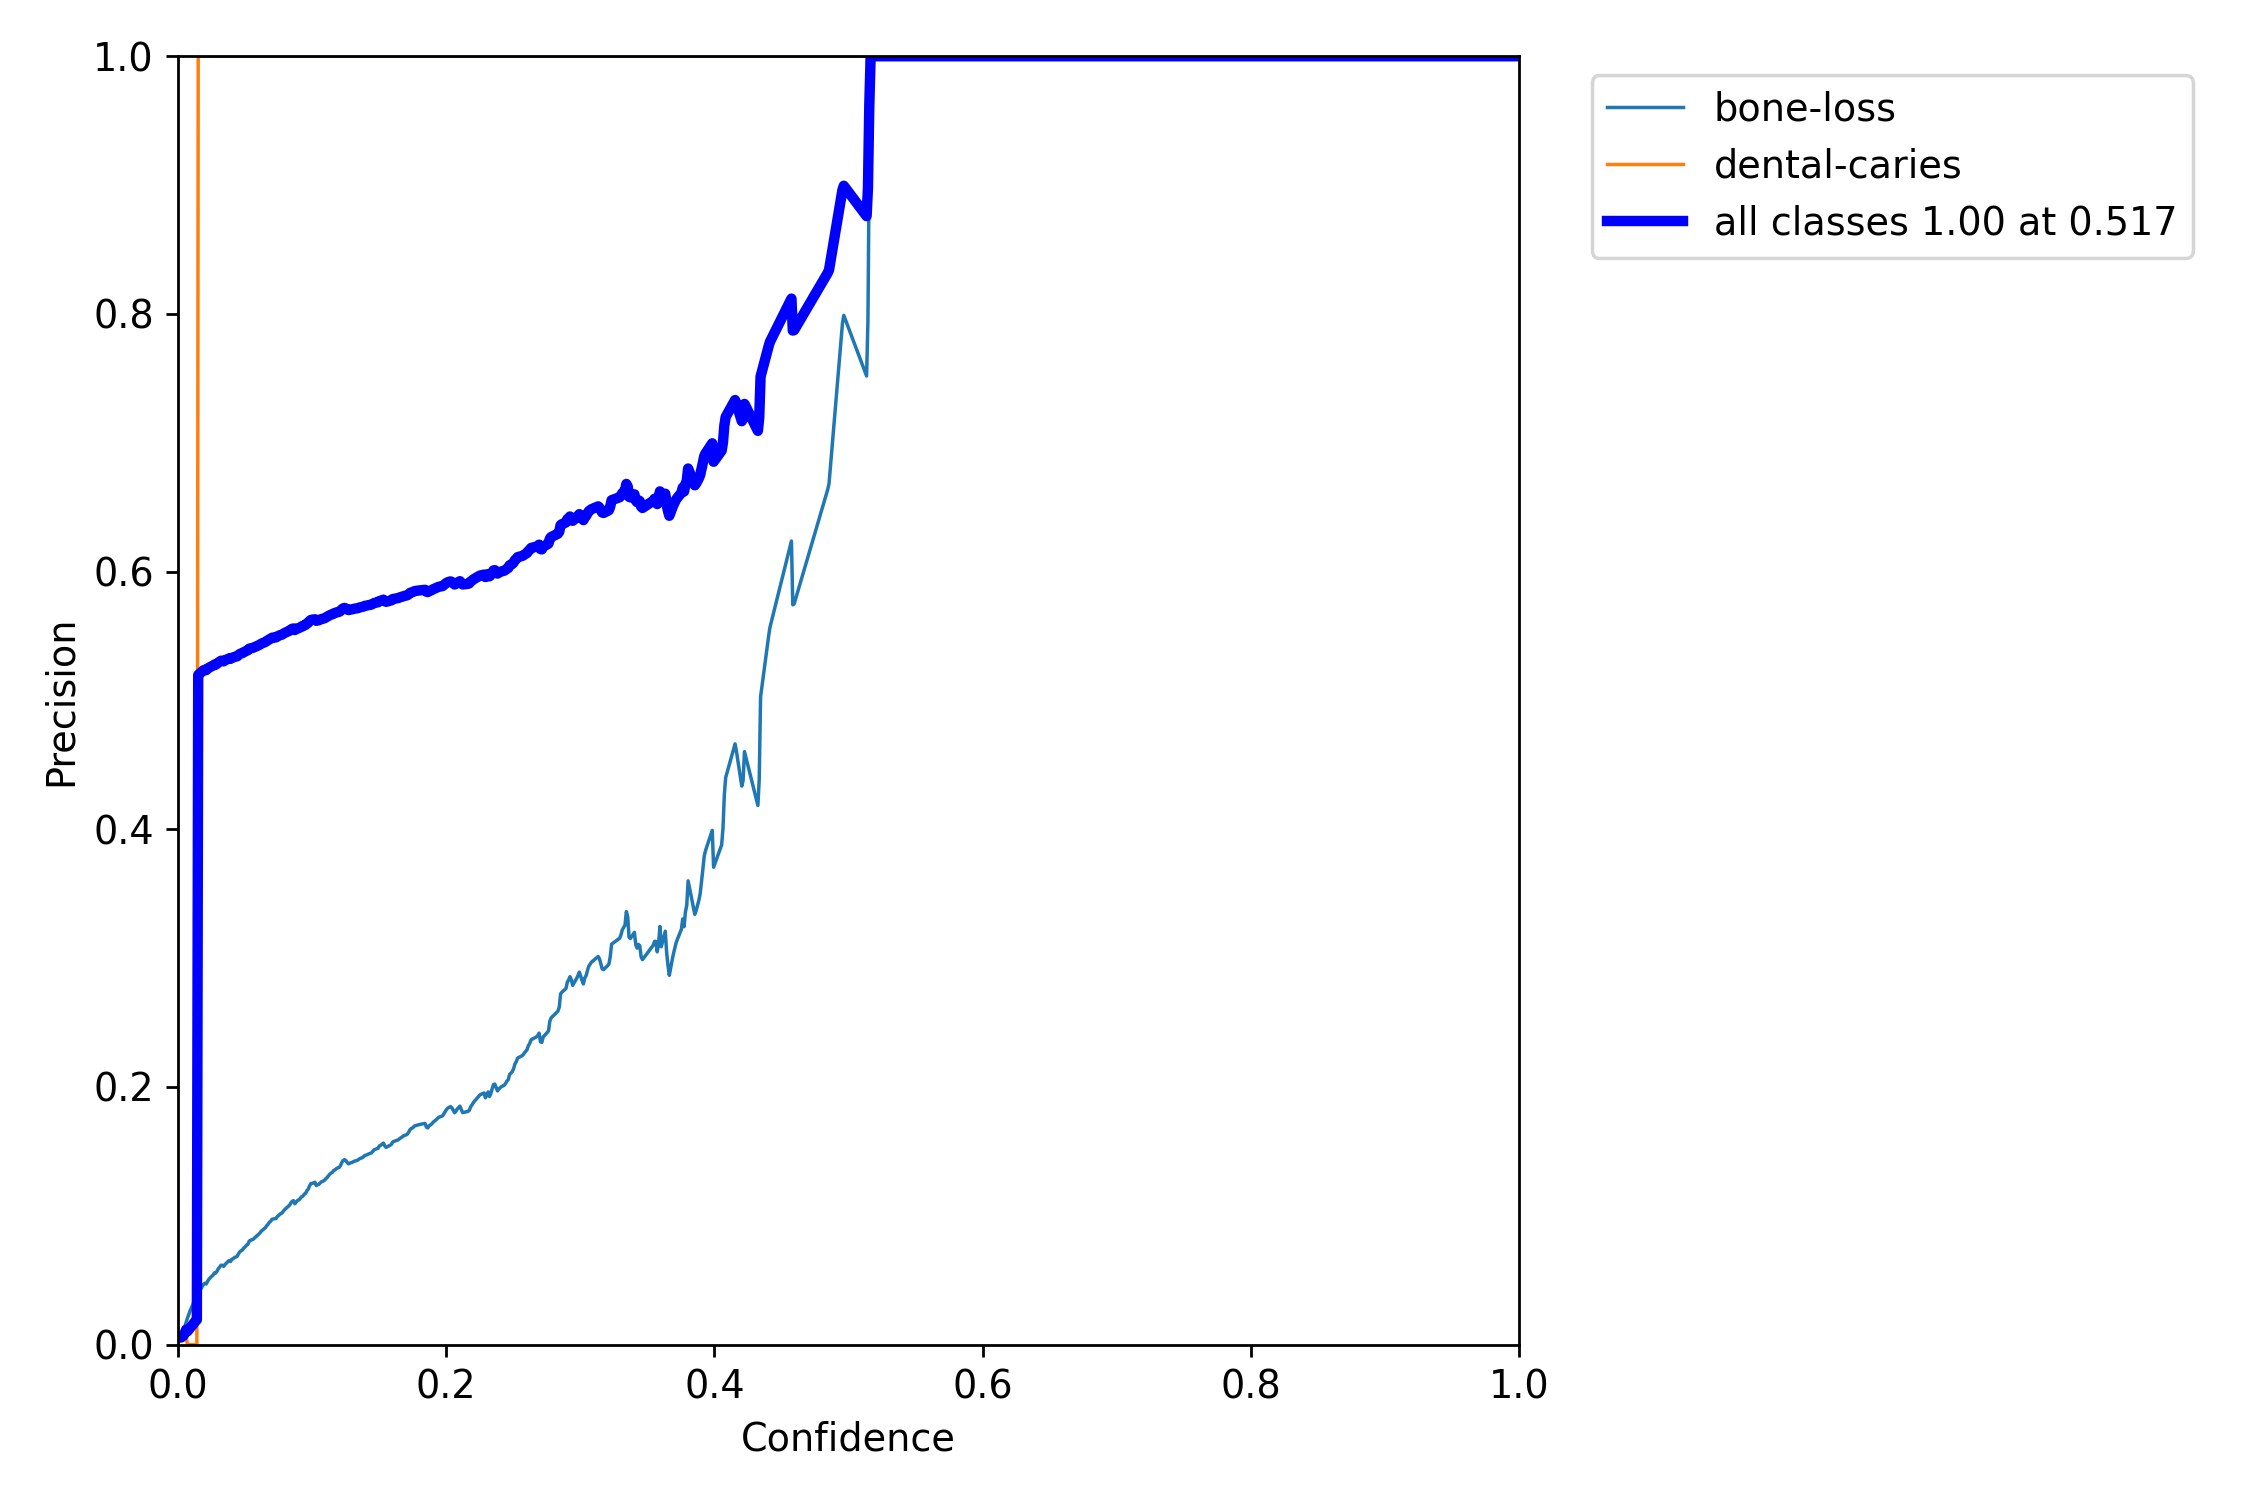 1.0
0.8
0.6
0.4
0.2
0.0
Precision
0.0 0.2 0.4 0.6 0.8 1.0
Confidence
bone-loss
dental-caries
all classes 1.00 at 0.517